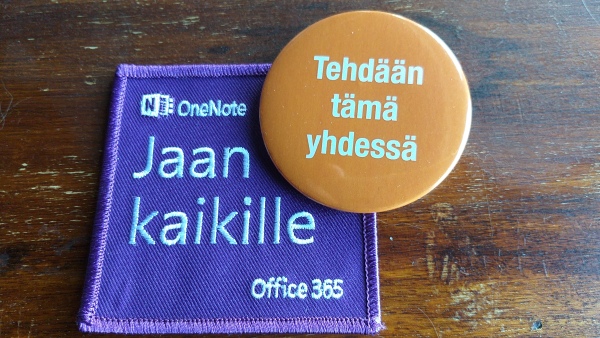 OneNote
Jaan
kaikille
Office 365
Tehdään
tämä
yhdessä